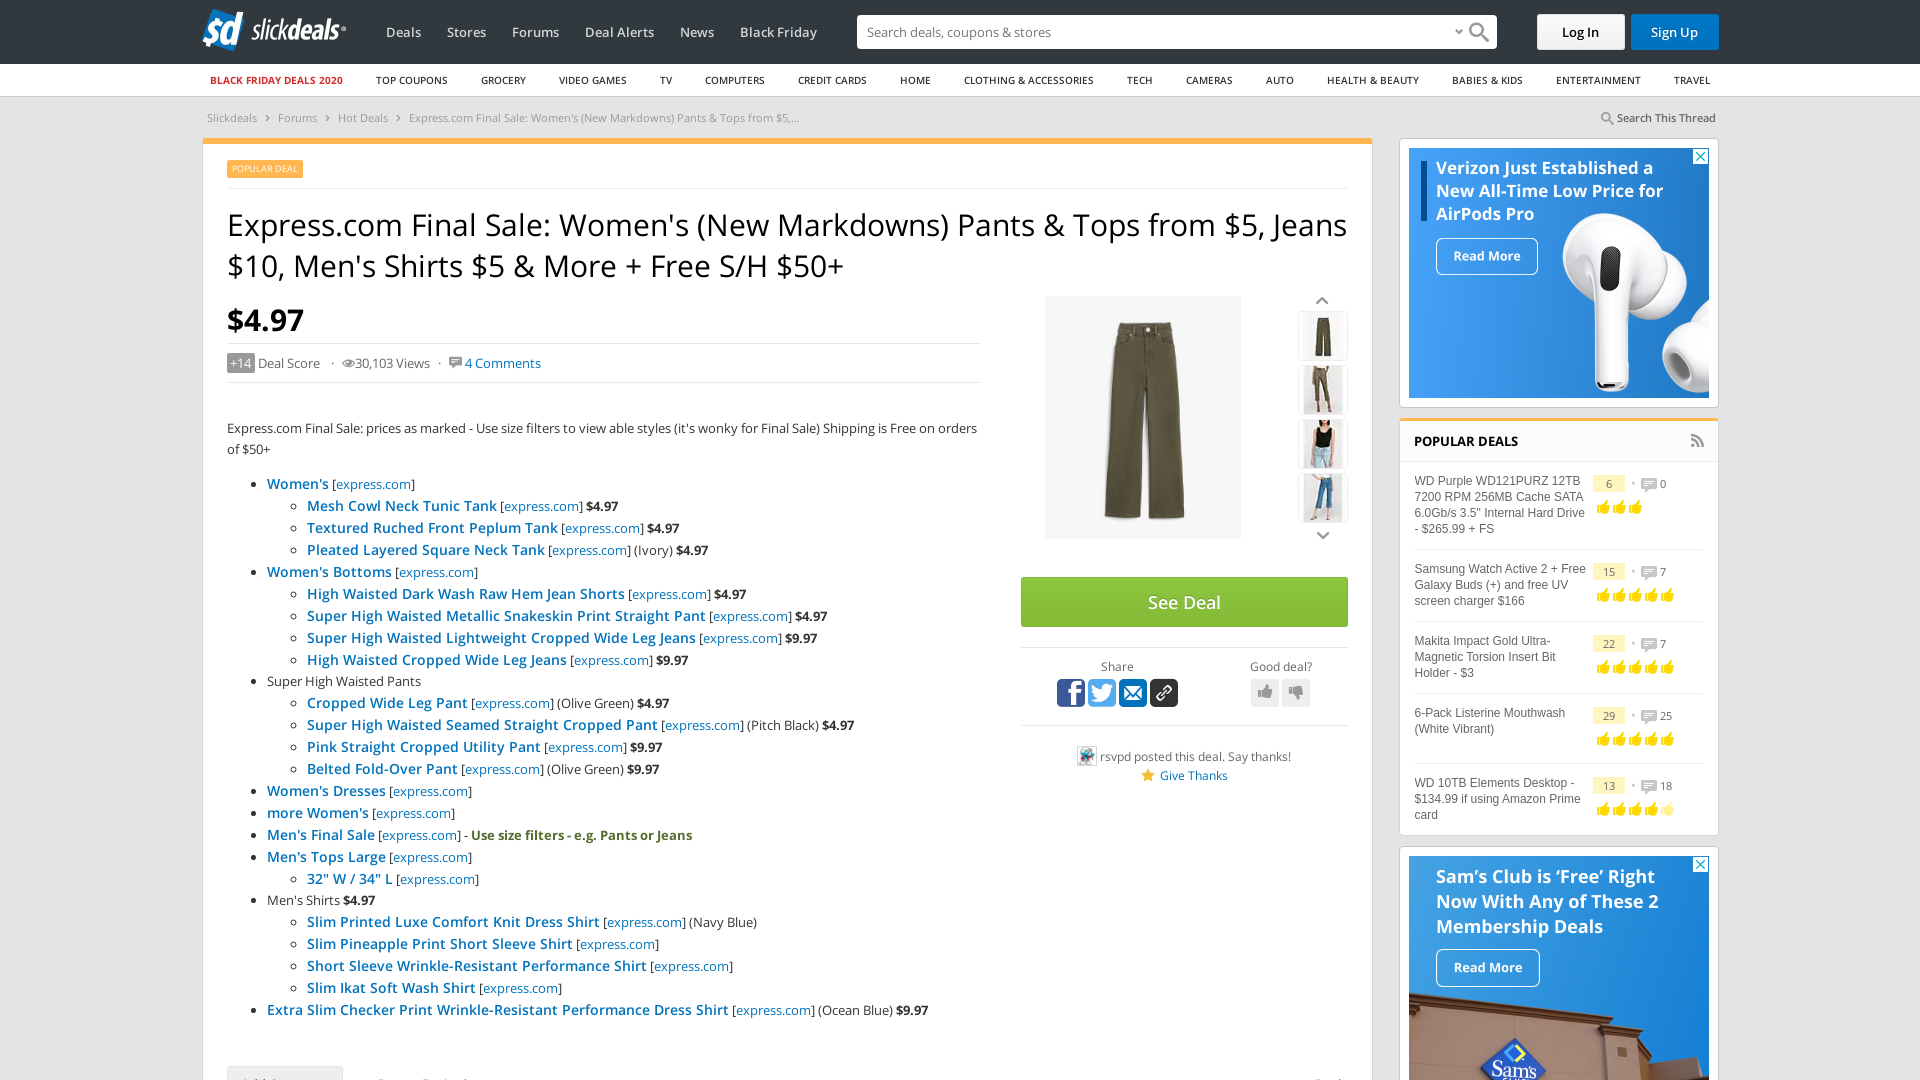 slickdeals
Deals Stores Forums Deal Alerts News Black Friday
Search deals, coupons & stores
Log In
Sign Up
BLACK FRIDAY DEALS 2020 TOP COUPONS GROCERY VIDEO GAMES TV COMPUTERS CREDIT CARDS HOME CLOTHING & ACCESSORIES TECH CAMERAS AUTO HEALTH & BEAUTY BABIES & KIDS ENTERTAINMENT TRAVEL
Slickdeals > Forums > Hot Deals > Express.com Final Sale: Women's (New Markdowns) Pants & Tops from $5,...
Search This Thread
POPULAR DEAL
Express.com Final Sale: Women's (New Markdowns) Pants & Tops from $5, Jeans
$10, Men's Shirts $5 & More + Free S/H $50+
$4.97
+14 Deal Score · 30,103 Views · 4 Comments
Express.com Final Sale: prices as marked - Use size filters to view able styles (it's wonky for Final Sale) Shipping is Free on orders
of $50+
Women's [express.com]
Mesh Cowl Neck Tunic Tank [express.com] $4.97
Textured Ruched Front Peplum Tank [express.com] $4.97
Pleated Layered Square Neck Tank [express.com] (Ivory) $4.97
Women's Bottoms [express.com]
High Waisted Dark Wash Raw Hem Jean Shorts [express.com] $4.97
Super High Waisted Metallic Snakeskin Print Straight Pant [express.com] $4.97
Super High Waisted Lightweight Cropped Wide Leg Jeans [express.com] $9.97
High Waisted Cropped Wide Leg Jeans [express.com] $9.97
Super High Waisted Pants
Cropped Wide Leg Pant [express.com] (Olive Green) $4.97
Super High Waisted Seamed Straight Cropped Pant [express.com] (Pitch Black) $4.97
Pink Straight Cropped Utility Pant [express.com] $9.97
Belted Fold-Over Pant [express.com] (Olive Green) $9.97
Women's Dresses [express.com]
more Women's [express.com]
Men's Final Sale [express.com] - Use size filters - e.g. Pants or Jeans
Men's Tops Large [express.com]
32" W / 34" L [express.com]
Men's Shirts $4.97
Slim Printed Luxe Comfort Knit Dress Shirt [express.com] (Navy Blue)
Slim Pineapple Print Short Sleeve Shirt [express.com]
Short Sleeve Wrinkle-Resistant Performance Shirt [express.com]
Slim Ikat Soft Wash Shirt [express.com]
Extra Slim Checker Print Wrinkle-Resistant Performance Dress Shirt [express.com] (Ocean Blue) $9.97
See Deal
Share
Good deal?
rsvpd posted this deal. Say thanks!
Give Thanks
Verizon Just Established a
New All-Time Low Price for
AirPods Pro
Read More
POPULAR DEALS
WD Purple WD121PURZ 12TB
7200 RPM 256MB Cache SATA
6.0Gb/s 3.5" Internal Hard Drive
- $265.99 + FS
6 • 0
Samsung Watch Active 2 + Free
Galaxy Buds (+) and free UV
screen charger $166
15 • 7
Makita Impact Gold Ultra-
Magnetic Torsion Insert Bit
Holder - $3
22 • 7
6-Pack Listerine Mouthwash
(White Vibrant)
29 • 25
WD 10TB Elements Desktop -
$134.99 if using Amazon Prime
card
13 • 18
Sam's Club is ‘Free’ Right
Now With Any of These 2
Membership Deals
Read More
Sam's